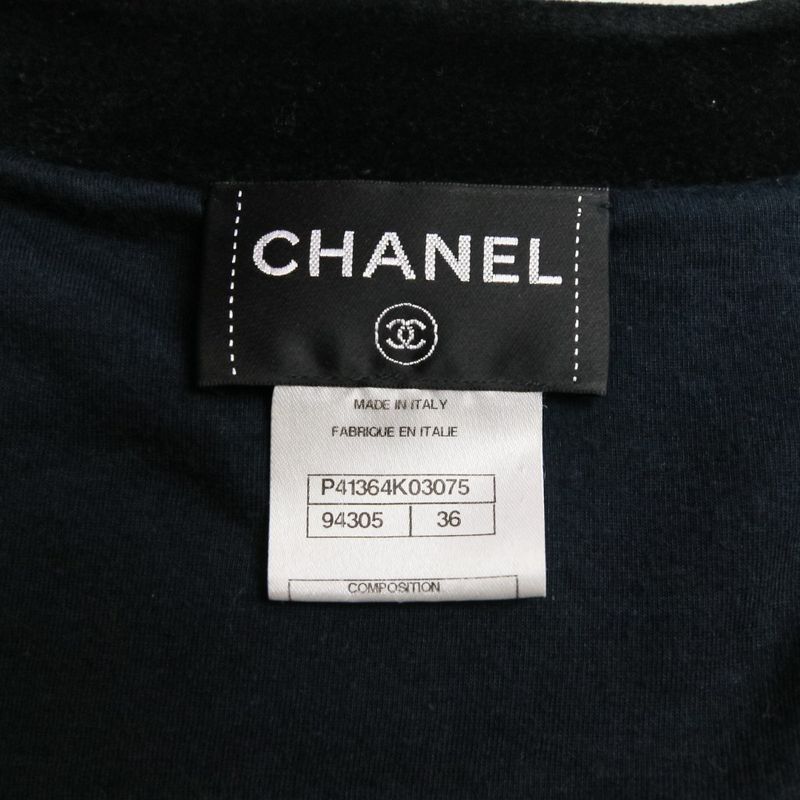 CHANEL
MADE IN ITALY
FABRIQUE EN ITALIE
P41364K03075
94305 36
COMPOSITION